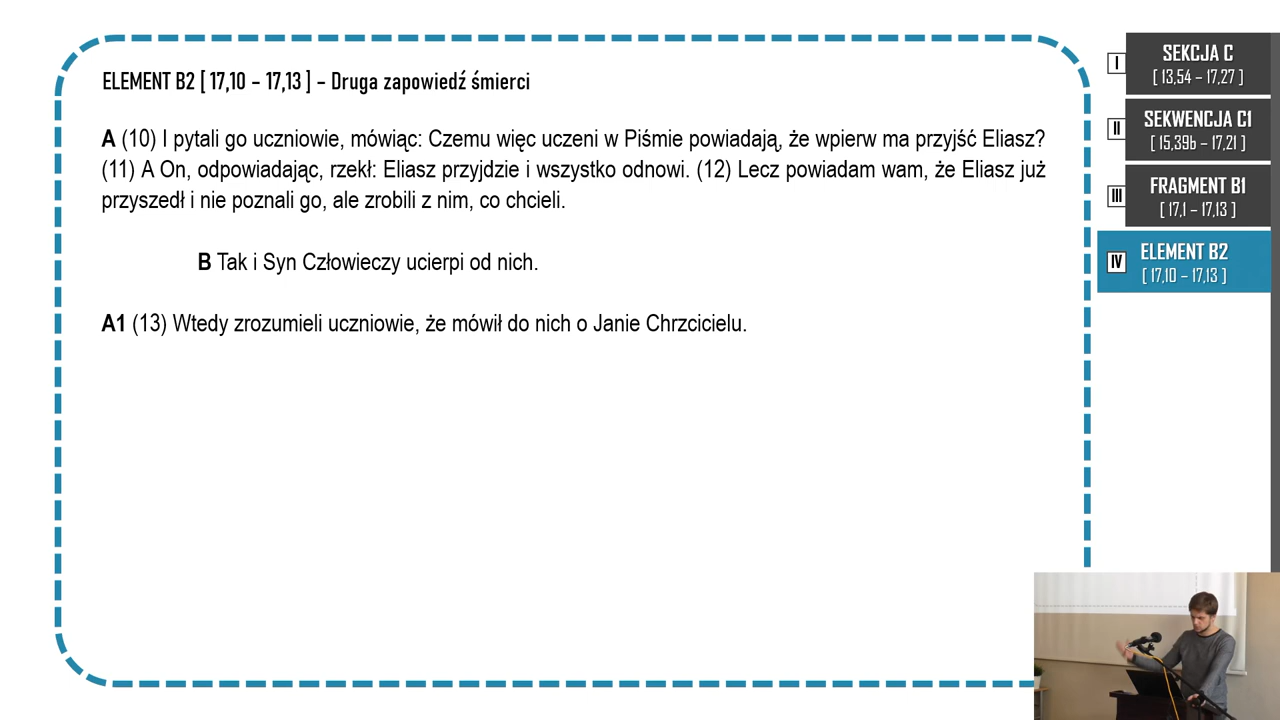 ELEMENT B2 [ 17,10 – 17,13 ] – Druga zapowiedź śmierci
A (10) I pytali go uczniowie, mówiąc: Czemu więc uczeni w Piśmie powiadają, że wpierw ma przyjść Eliasz?
(11) A On, odpowiadając, rzekł: Eliasz przyjdzie i wszystko odnowi. (12) Lecz powiadam wam, że Eliasz już
przyszedł i nie poznali go, ale zrobili z nim, co chcieli.
B Tak i Syn Człowieczy ucierpi od nich.
A1 (13) Wtedy zrozumieli uczniowie, że mówił do nich o Janie Chrzcicielu.
I SEKCJA C
[ 13,54 – 17,27 ]
II SEKWENCJA C1
[ 15,39b – 17,21 ]
III FRAGMENT B1
[ 17,1 – 17,13 ]
IV ELEMENT B2
[ 17,10 – 17,13 ]